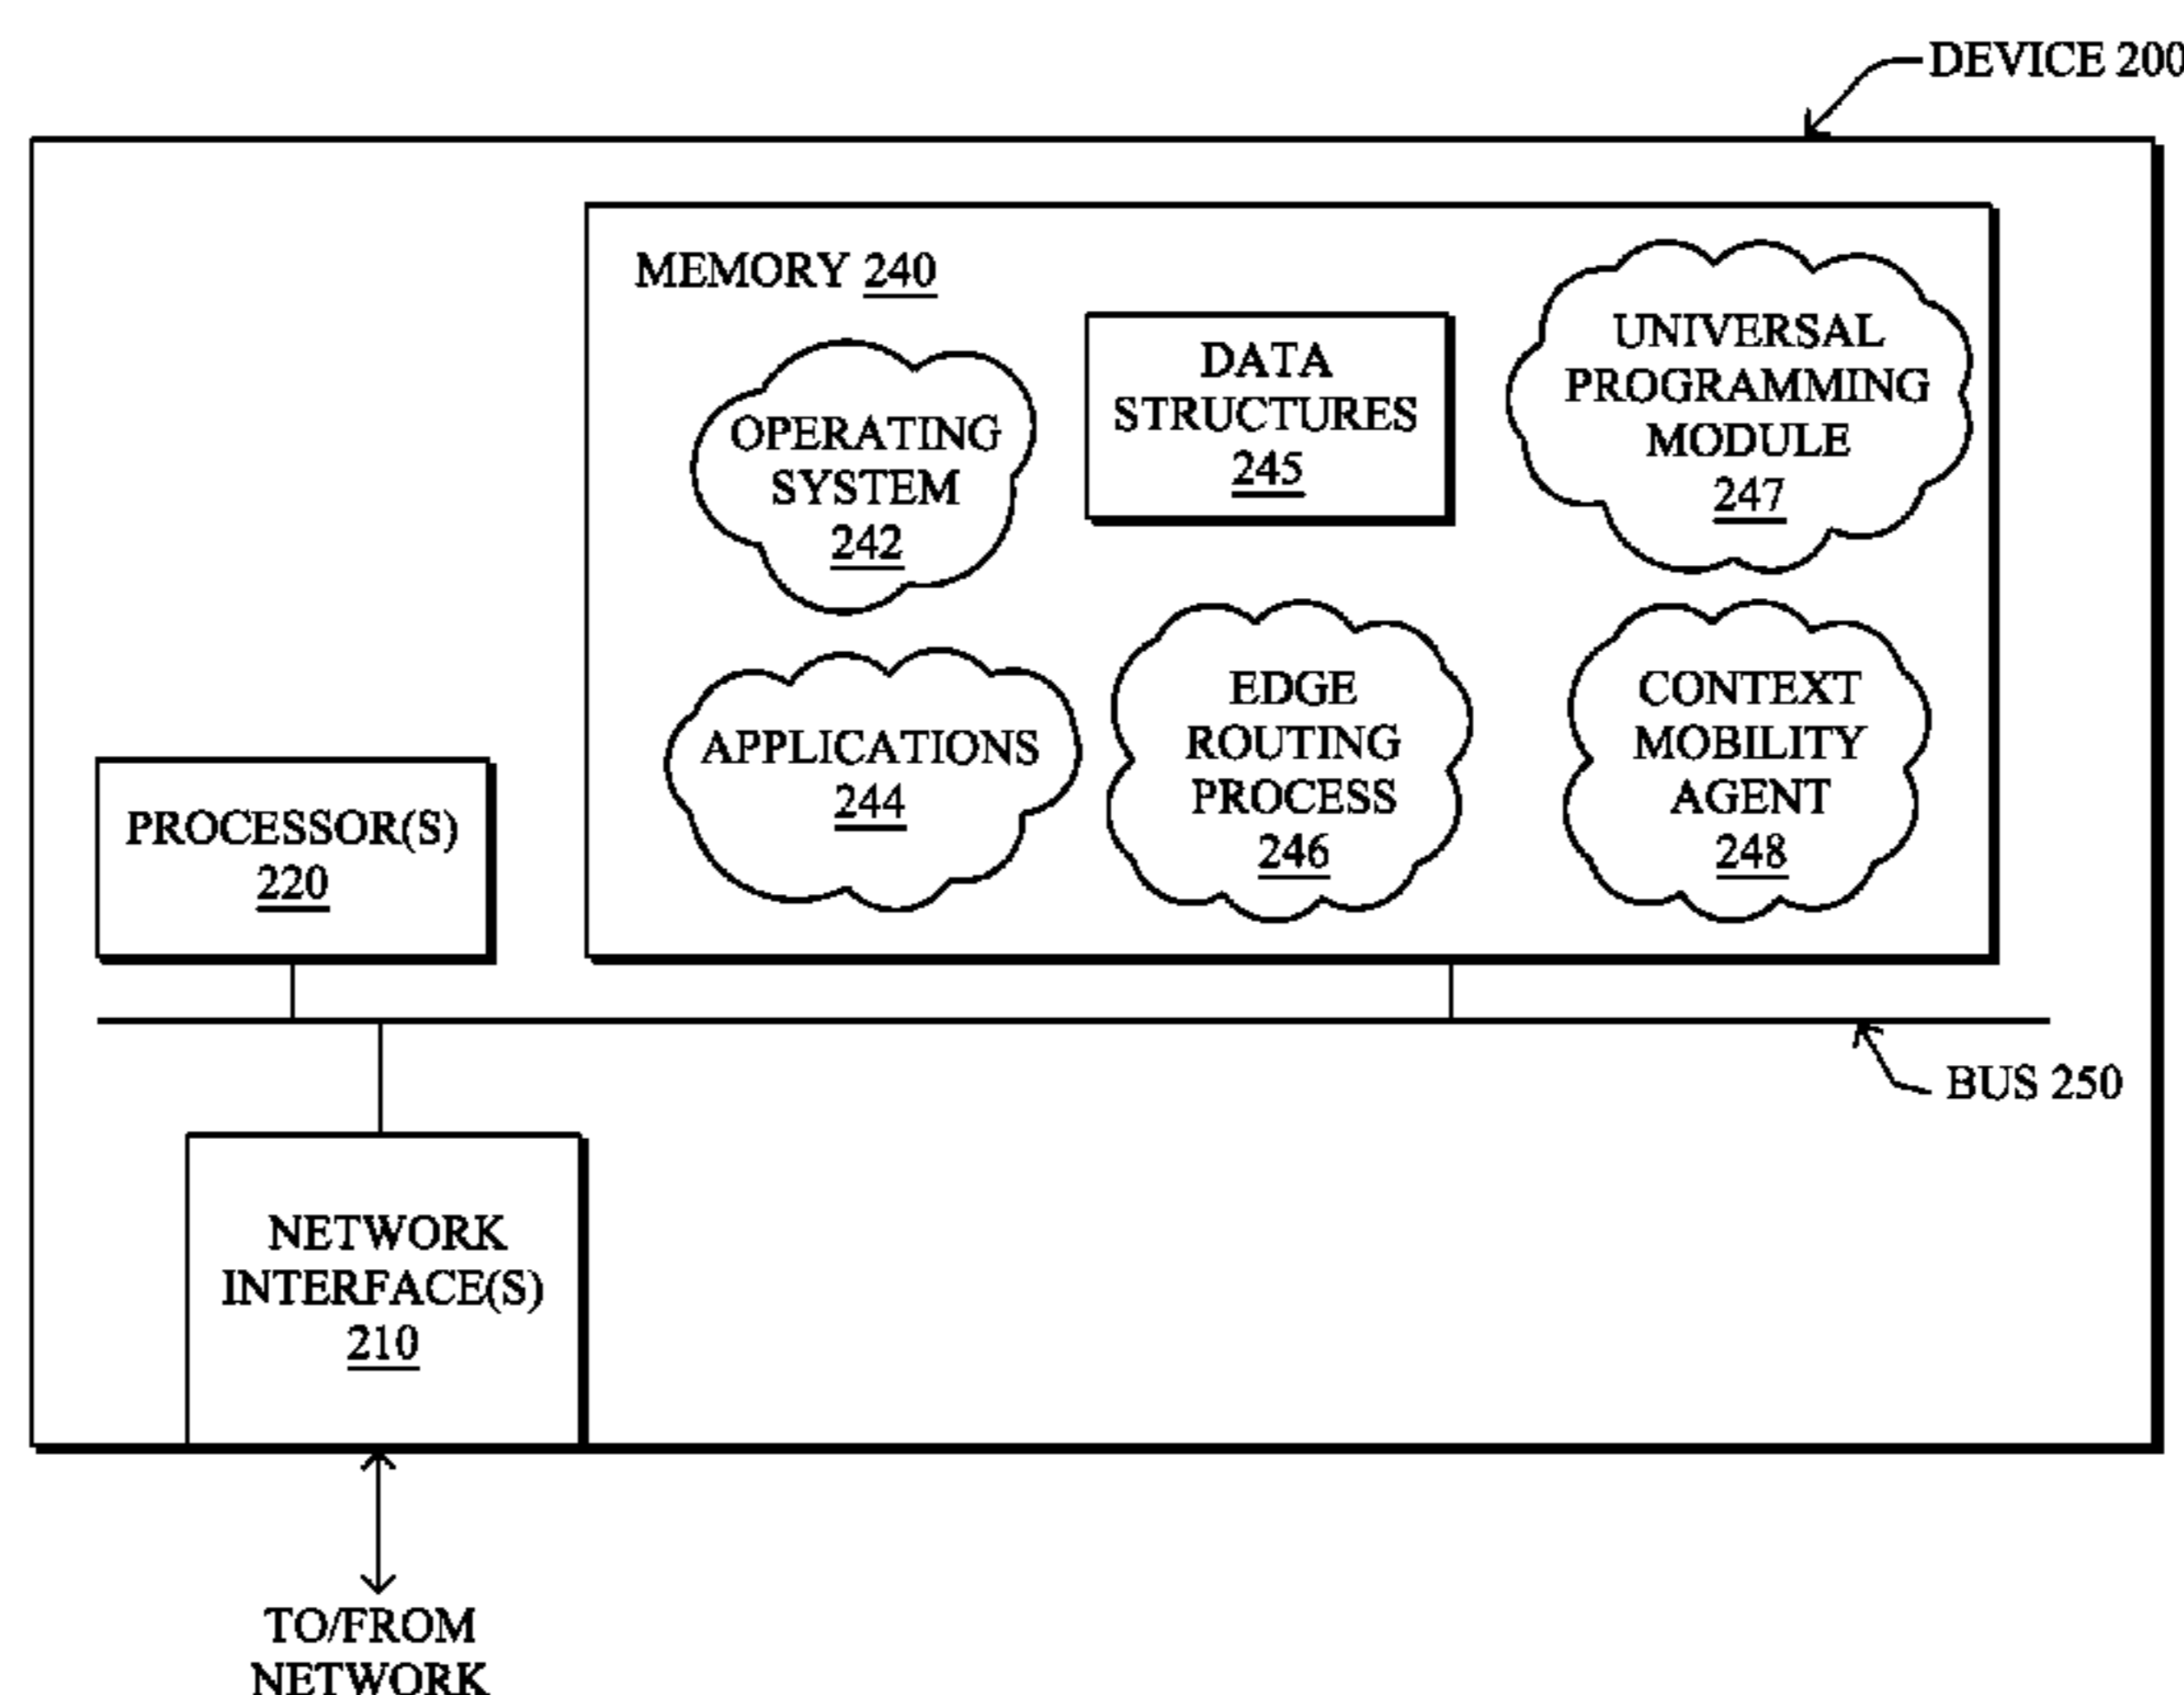 DEVICE 200
MEMORY 240
OPERATING
SYSTEM
242
DATA
STRUCTURES
245
UNIVERSAL
PROGRAMMING
MODULE
247
APPLICATIONS
244
EDGE
ROUTING
PROCESS
246
CONTEXT
MOBILITY
AGENT
248
PROCESSOR(S)
220
BUS 250
NETWORK
INTERFACE(S)
210
TO/FROM
NETWORK